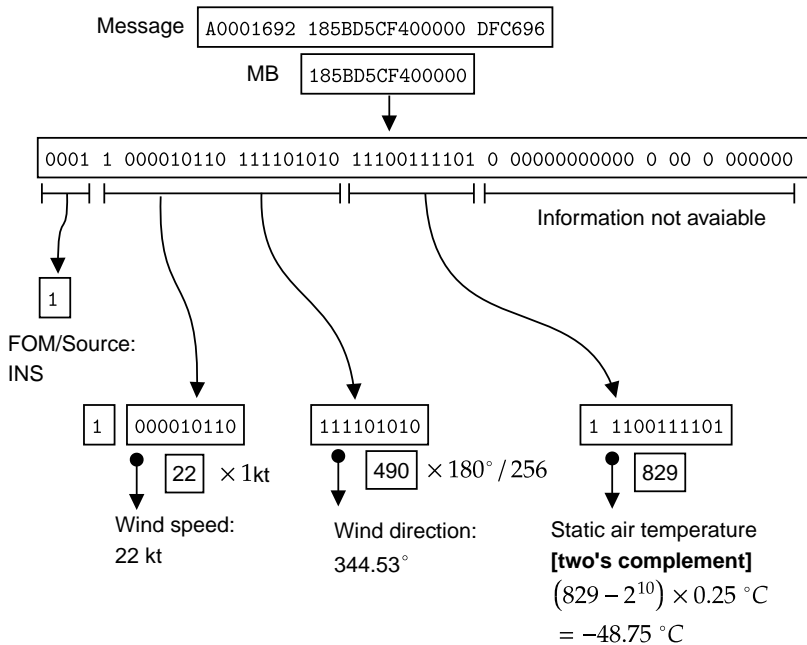 Message A0001692 185BD5CF400000 DFC696
MB 185BD5CF400000
0001 1 000010110 111101010 11100111101 0 00000000000 0 00 0 000000
Information not avaiable
1
FOM/Source:
INS
1 000010110
22 × 1kt
Wind speed:
22 kt
111101010
490 × 180° / 256
Wind direction:
344.53°
1 1100111101
829
Static air temperature
[two's complement]
(829 − 2¹⁰) × 0.25 °C
= −48.75 °C